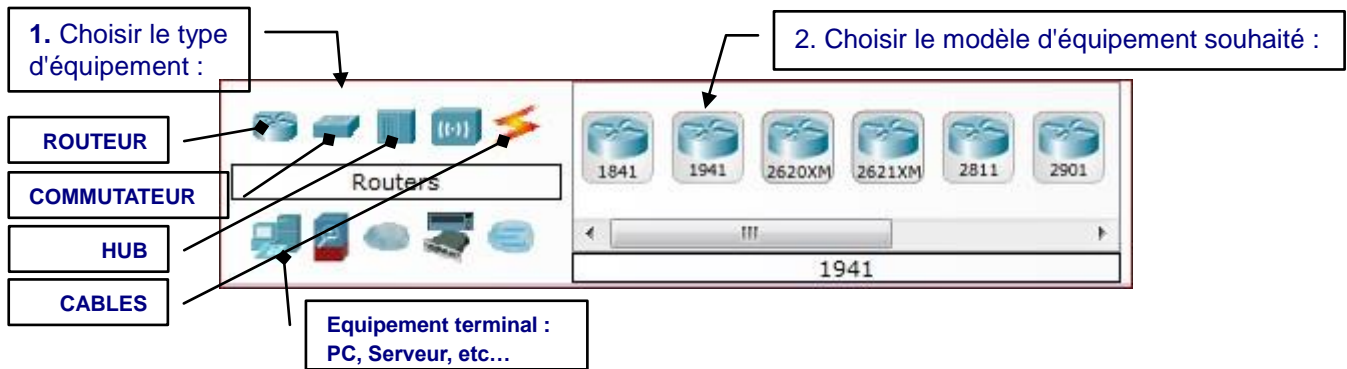 1. Choisir le type
d'équipement :
2. Choisir le modèle d'équipement souhaité :
ROUTEUR
COMMUTATEUR
HUB
CABLES
Routers
1841
1941
2620XM
2621XM
2811
2901
1941
Equipement terminal :
PC, Serveur, etc…